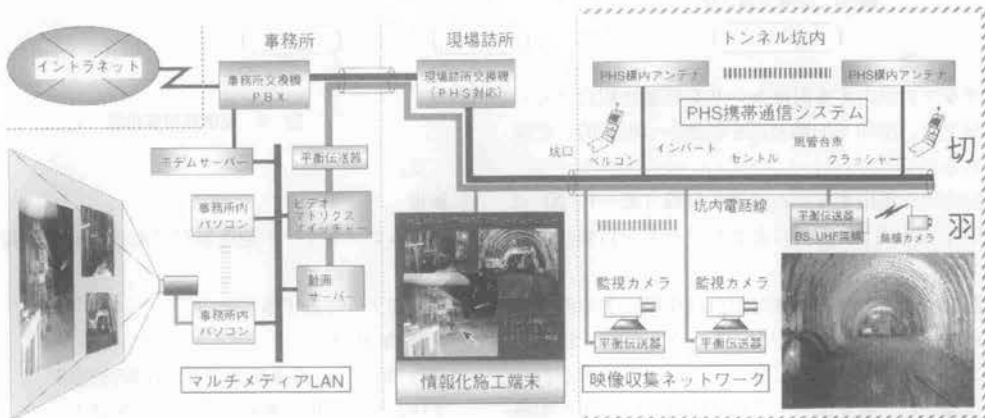 事務所
現場詰所
トンネル坑内
イントラネット
事務所交換機
PBX
現場詰所交換機
(PHS対応)
PHS構内アンテナ
PHS構内アンテナ
PHS携帯通信システム
モデムサーバー
平衡伝送器
坑口
ベルコン
インバート
セントル
風管台車
クラッシャー
切羽
事務所内
パソコン
ビデオ
マトリクス
スイッチャー
坑内電話線
平衡伝送器
BS、UHF
カメラ
動画
サーバー
監視カメラ
監視カメラ
事務所内
パソコン
平衡伝送器
平衡伝送器
マルチメディアLAN
情報化施工端末
映像収集ネットワーク